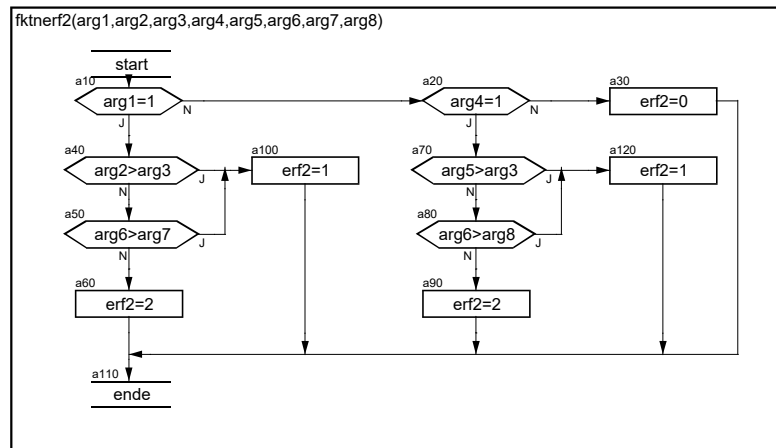 fktnerf2(arg1,arg2,arg3,arg4,arg5,arg6,arg7,arg8)
start
a10
arg1=1
N
J
a20
arg4=1
N
J
a30
erf2=0
a40
arg2>arg3
J
N
a100
erf2=1
a70
arg5>arg3
J
N
a120
erf2=1
a50
arg6>arg7
J
N
a80
arg6>arg8
J
N
a60
erf2=2
a90
erf2=2
a110
ende